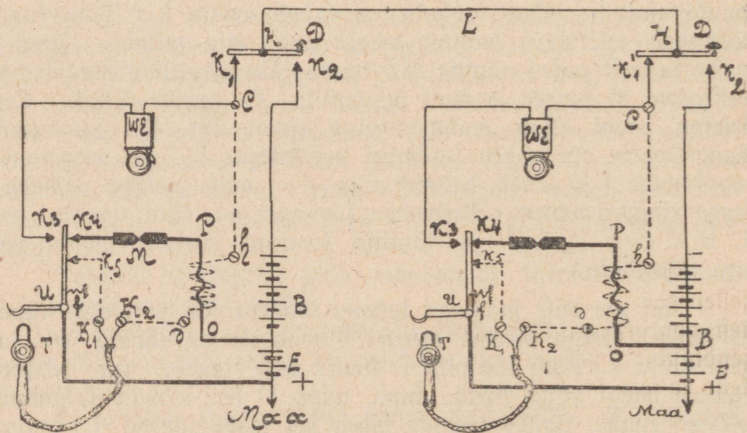 L
H D
K1 K2
C
WE
K3 K4 P
M
K5 h
U f
K1 K2 B
T O
E +
Maa
H D
K1 K2
C
WE
K3 K4 P
K5 h
U f
K1 K2 B
T O
E +
Maa